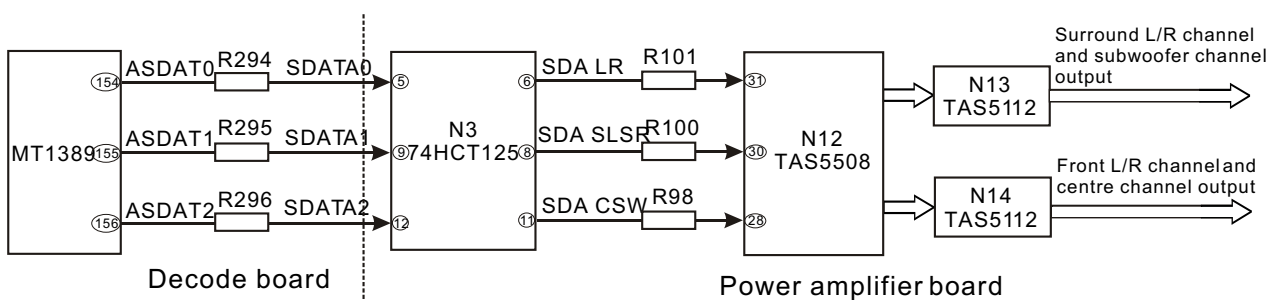 Surround L/R channel
and subwoofer channel
output
154 ASDAT0 R294 SDATA0 5 6 SDA LR R101 31
N13
TAS5112
MT1389 155 ASDAT1 R295 SDATA1 9 N3 74HCT125 8 SDA SLSR R100 30 N12 TAS5508
Front L/R channel and
centre channel output
156 ASDAT2 R296 SDATA2 12 11 SDA CSW R98 28
N14
TAS5112
Decode board
Power amplifier board